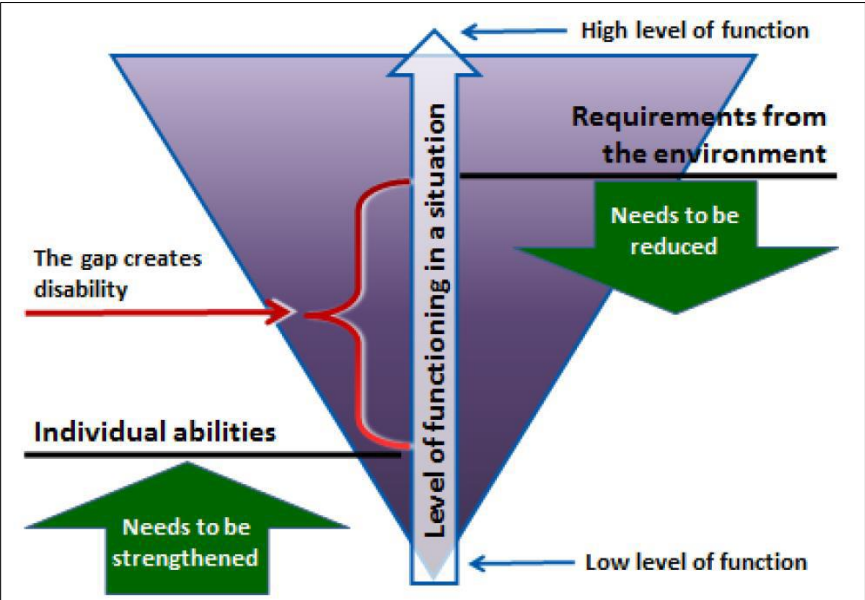 High level of function
Requirements from
the environment
Needs to be
reduced
Level of functioning in a situation
The gap creates
disability
Individual abilities
Needs to be
strengthened
Low level of function